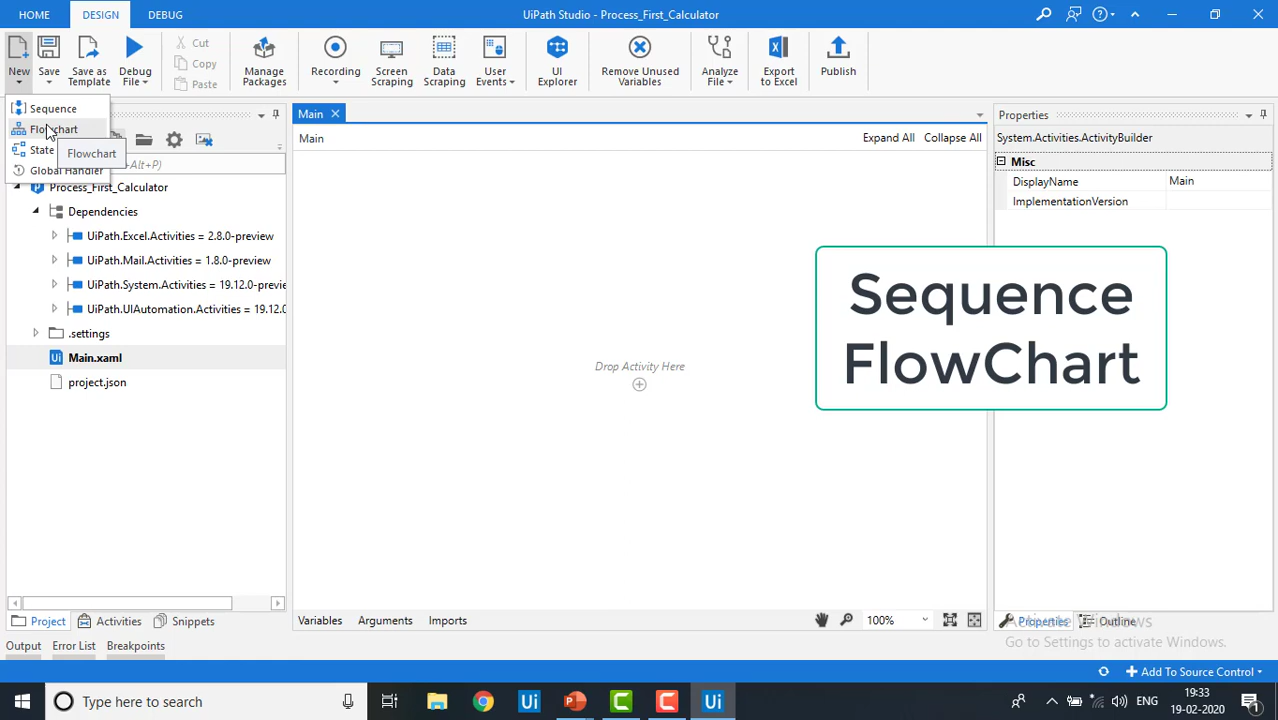 HOME DESIGN DEBUG UiPath Studio - Process_First_Calculator
New Save Save as Template Debug File Cut Copy Paste Manage Packages Recording Screen Scraping Data Scraping User Events UI Explorer Remove Unused Variables Analyze File Export to Excel Publish
Sequence
Flowchart
State
Flowchart
Global Handler
Alt+P)
Main
Main Expand All Collapse All
Properties
System.Activities.ActivityBuilder
Misc
DisplayName Main
ImplementationVersion
Process_First_Calculator
Dependencies
UiPath.Excel.Activities = 2.8.0-preview
UiPath.Mail.Activities = 1.8.0-preview
UiPath.System.Activities = 19.12.0-
UiPath.UIAutomation.Activities = 19.12.0
.settings
Main.xaml
project.json
Drop Activity Here
Sequence
FlowChart
Project Activities Snippets
Variables Arguments Imports 100%
Properties Outline
Activate Windows
Go to Settings to activate Windows.
Output Error List Breakpoints
Add To Source Control
Type here to search
ENG 19:33
19-02-2020
1